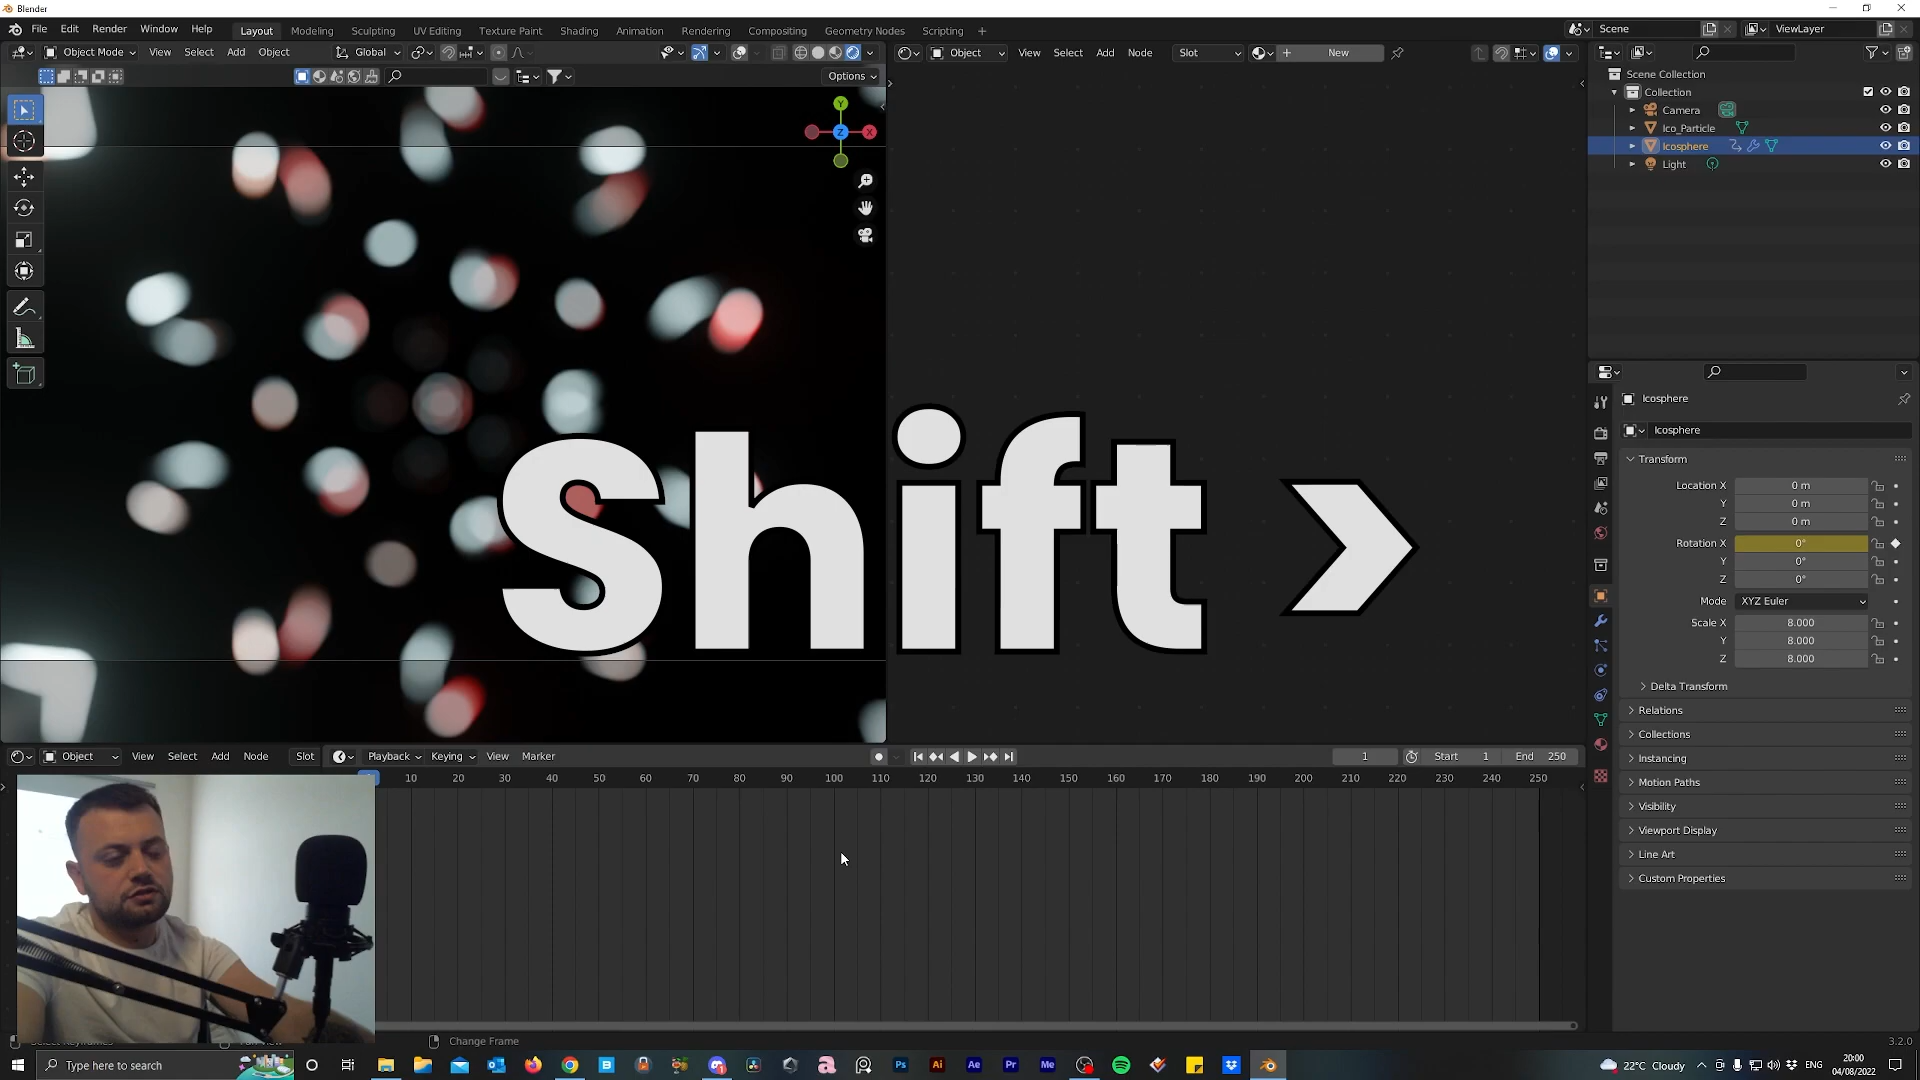 Blender
File Edit Render Window Help Layout Modeling Sculpting UV Editing Texture Paint Shading Animation Rendering Compositing Geometry Nodes Scripting + Scene ViewLayer
Object Mode View Select Add Object Global Object View Select Add Node Slot New
Options
Scene Collection
Collection
Camera
Ico_Particle
Icosphere
Light
Y
Z
X
Shift >
Icosphere
Icosphere
Transform
Location X 0 m
Y 0 m
Z 0 m
Rotation X 0°
Y 0°
Z 0°
Mode XYZ Euler
Scale X 8.000
Y 8.000
Z 8.000
Delta Transform
Relations
Collections
Instancing
Motion Paths
Visibility
Viewport Display
Line Art
Custom Properties
Object View Select Add Node Slot Playback Keying View Marker 1 Start 1 End 250
10 20 30 40 50 60 70 80 90 100 110 120 130 140 150 160 170 180 190 200 210 220 230 240 250
Change Frame
3.2.0
Type here to search
B Ps Ai Ae Pr Me
22°C Cloudy ENG
20:00
04/08/2022